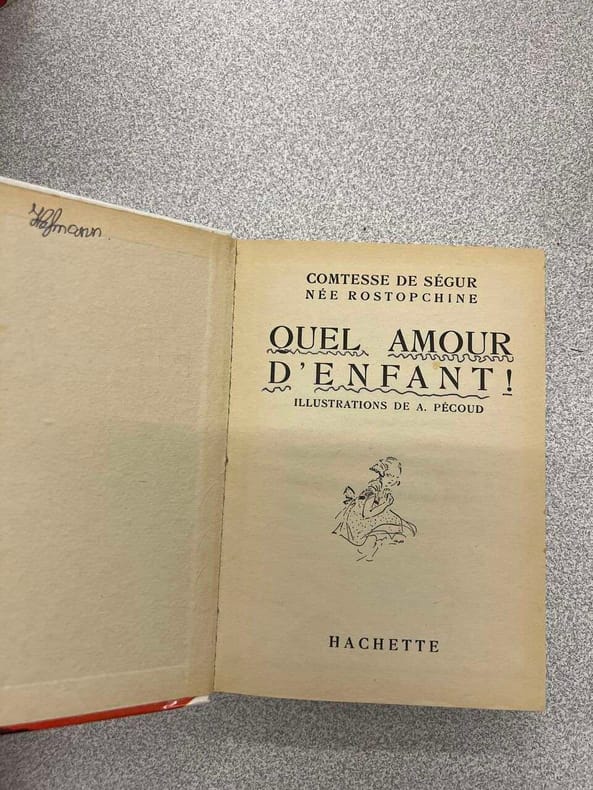 Hofmann
COMTESSE DE SÉGUR
NÉE ROSTOPCHINE
QUEL AMOUR
D'ENFANT!
ILLUSTRATIONS DE A. PÉCOUD
HACHETTE